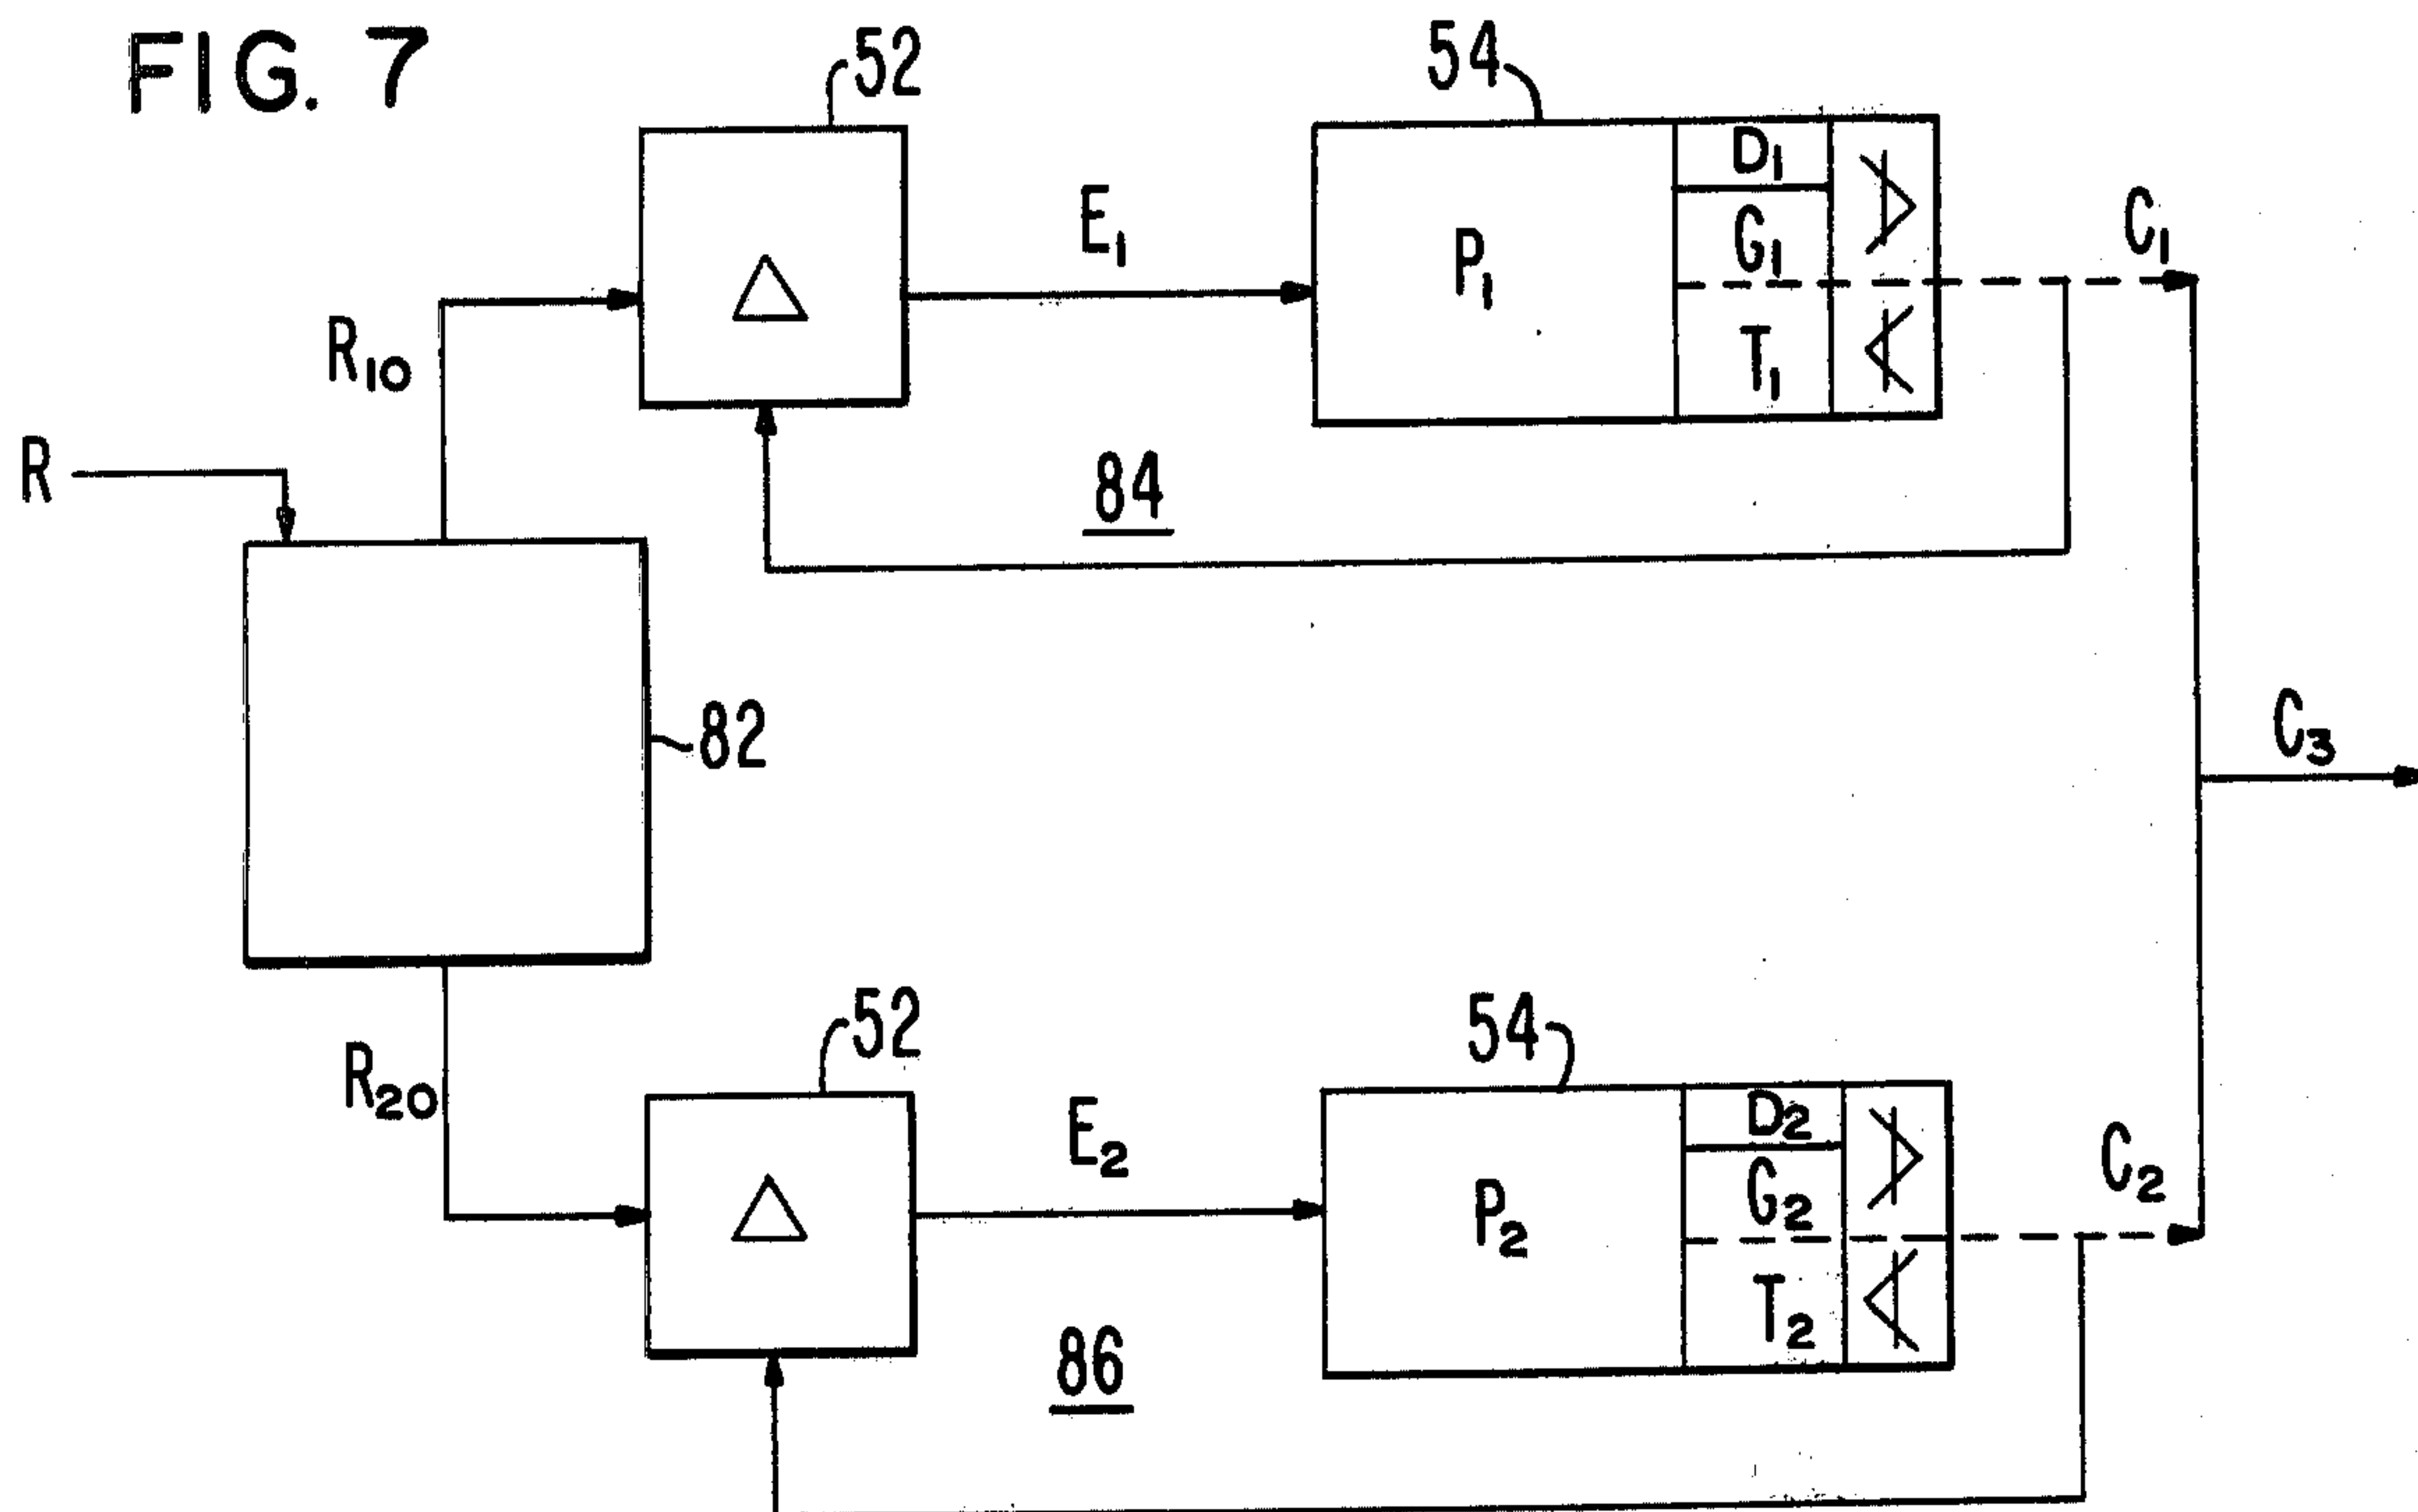 FIG. 7
52
54
D₁
E₁
P₁
G₁
C₁
T₁
R₁₀
R
84
82
C₃
52
54
R₂₀
E₂
D₂
P₂
G₂
C₂
T₂
86